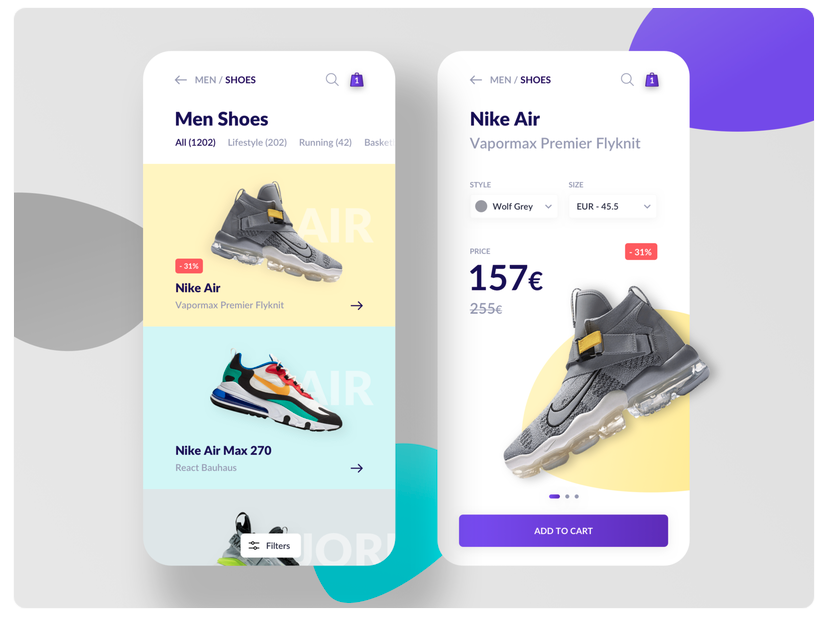 MEN / SHOES
1
Men Shoes
All (1202) Lifestyle (202) Running (42) Basket
AIR
- 31%
Nike Air
Vapormax Premier Flyknit
AIR
Nike Air Max 270
React Bauhaus
Filters
MEN / SHOES
1
Nike Air
Vapormax Premier Flyknit
STYLE
SIZE
Wolf Grey
EUR - 45.5
PRICE
- 31%
157€
255€
ADD TO CART